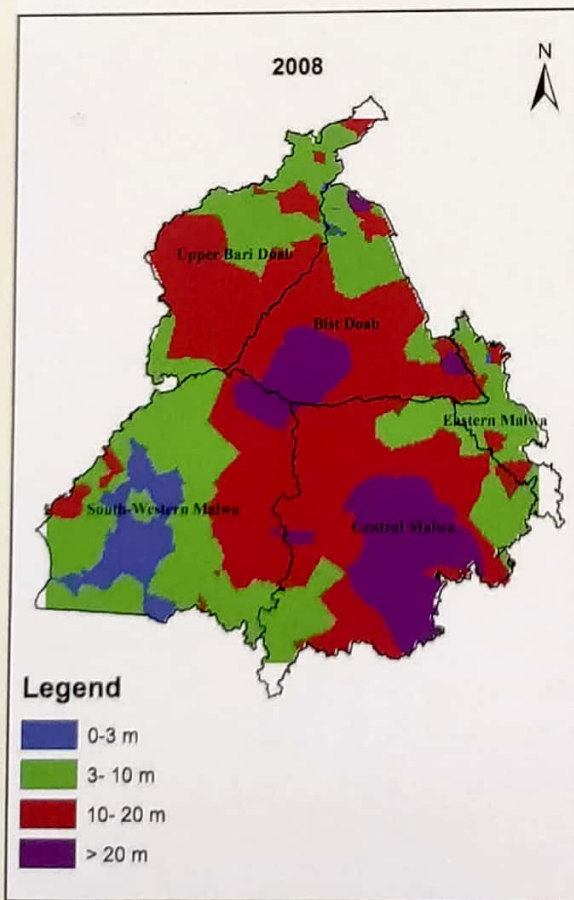 2008
N
Upper Bari Doab
Bist Doab
Eastern Malwa
South-Western Malwa
Central Malwa
Legend
0-3 m
3- 10 m
10- 20 m
> 20 m